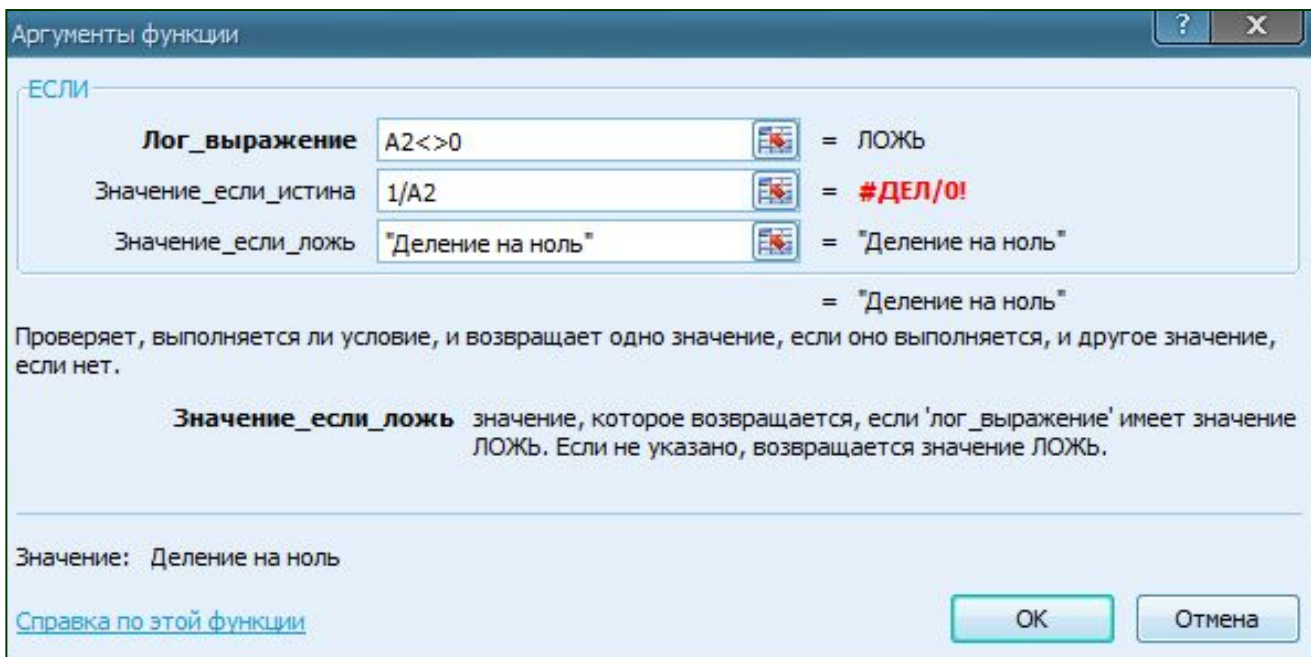 Аргументы функции ? X
ЕСЛИ
Лог_выражение A2<>0 = ЛОЖЬ
Значение_если_истина 1/A2 = #ДЕЛ/0!
Значение_если_ложь "Деление на ноль" = "Деление на ноль"
= "Деление на ноль"
Проверяет, выполняется ли условие, и возвращает одно значение, если оно выполняется, и другое значение,
если нет.
Значение_если_ложь значение, которое возвращается, если 'лог_выражение' имеет значение
ЛОЖЬ. Если не указано, возвращается значение ЛОЖЬ.
Значение: Деление на ноль
Справка по этой функции OK Отмена